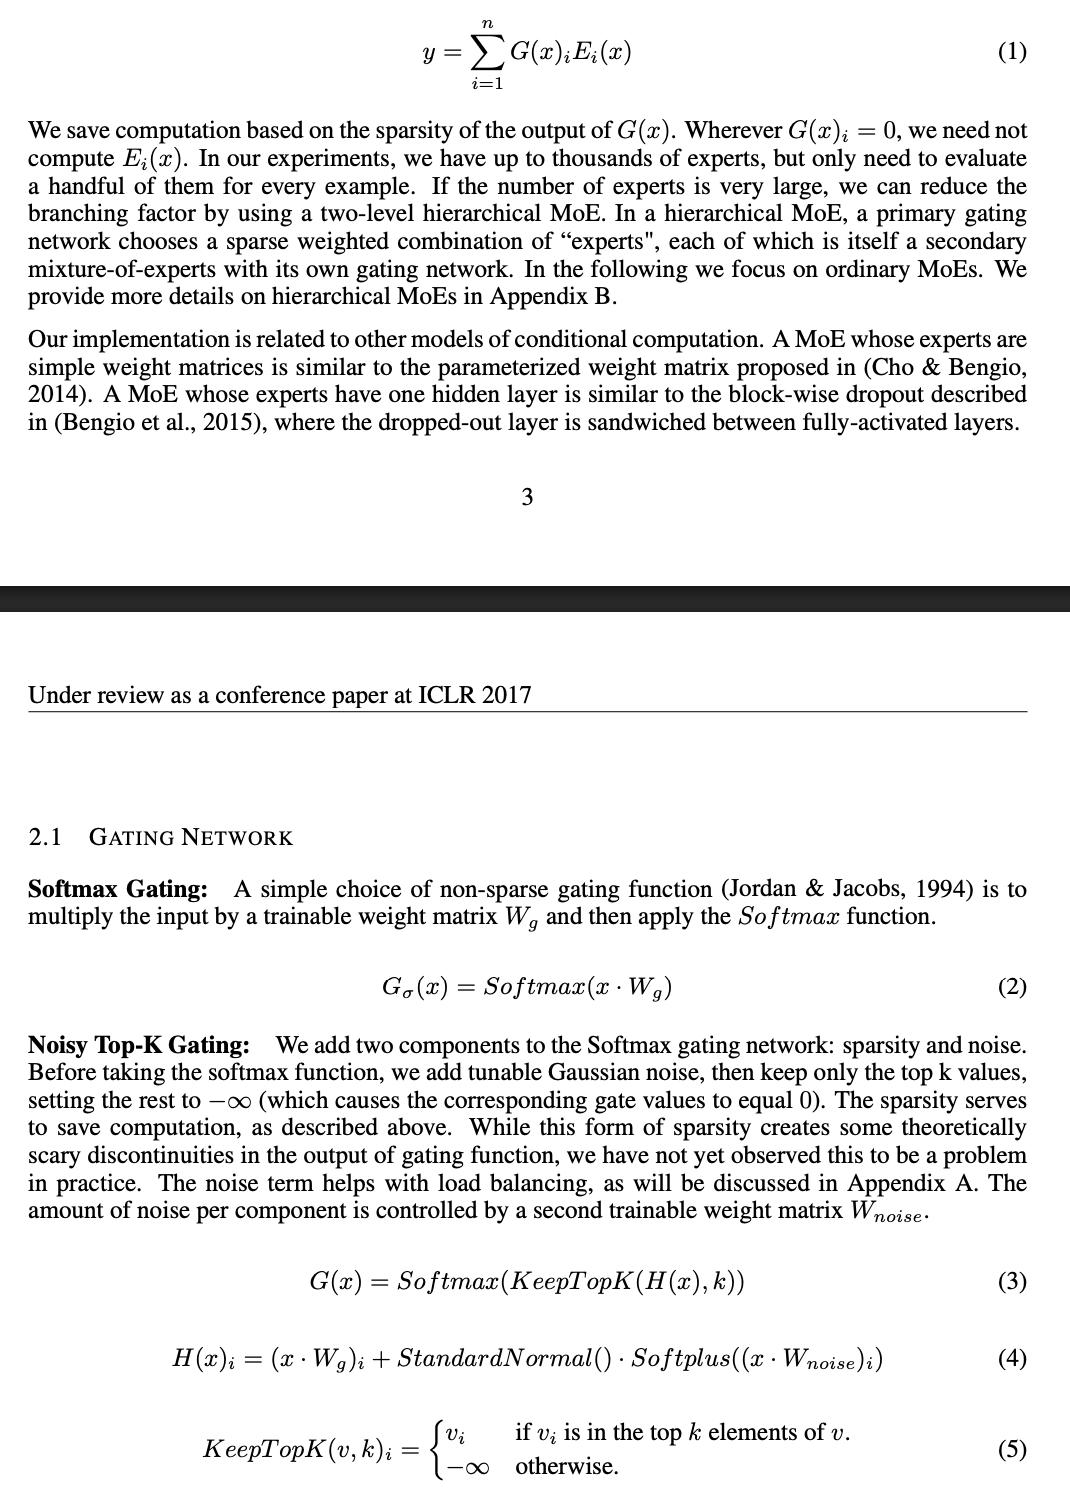 y = \sum_{i=1}^{n} G(x)_i E_i(x) (1)
We save computation based on the sparsity of the output of G(x). Wherever G(x)_i = 0, we need not
compute E_i(x). In our experiments, we have up to thousands of experts, but only need to evaluate
a handful of them for every example. If the number of experts is very large, we can reduce the
branching factor by using a two-level hierarchical MoE. In a hierarchical MoE, a primary gating
network chooses a sparse weighted combination of “experts", each of which is itself a secondary
mixture-of-experts with its own gating network. In the following we focus on ordinary MoEs. We
provide more details on hierarchical MoEs in Appendix B.
Our implementation is related to other models of conditional computation. A MoE whose experts are
simple weight matrices is similar to the parameterized weight matrix proposed in (Cho & Bengio,
2014). A MoE whose experts have one hidden layer is similar to the block-wise dropout described
in (Bengio et al., 2015), where the dropped-out layer is sandwiched between fully-activated layers.
3
Under review as a conference paper at ICLR 2017
2.1 GATING NETWORK
Softmax Gating: A simple choice of non-sparse gating function (Jordan & Jacobs, 1994) is to
multiply the input by a trainable weight matrix W_g and then apply the Softmax function.
G_σ(x) = Softmax(x · W_g) (2)
Noisy Top-K Gating: We add two components to the Softmax gating network: sparsity and noise.
Before taking the softmax function, we add tunable Gaussian noise, then keep only the top k values,
setting the rest to −∞ (which causes the corresponding gate values to equal 0). The sparsity serves
to save computation, as described above. While this form of sparsity creates some theoretically
scary discontinuities in the output of gating function, we have not yet observed this to be a problem
in practice. The noise term helps with load balancing, as will be discussed in Appendix A. The
amount of noise per component is controlled by a second trainable weight matrix W_{noise}.
G(x) = Softmax(KeepTopK(H(x), k)) (3)
H(x)_i = (x · W_g)_i + StandardNormal() · Softplus((x · W_{noise})_i) (4)
KeepTopK(v, k)_i = { v_i if v_i is in the top k elements of v.
−∞ otherwise. (5)